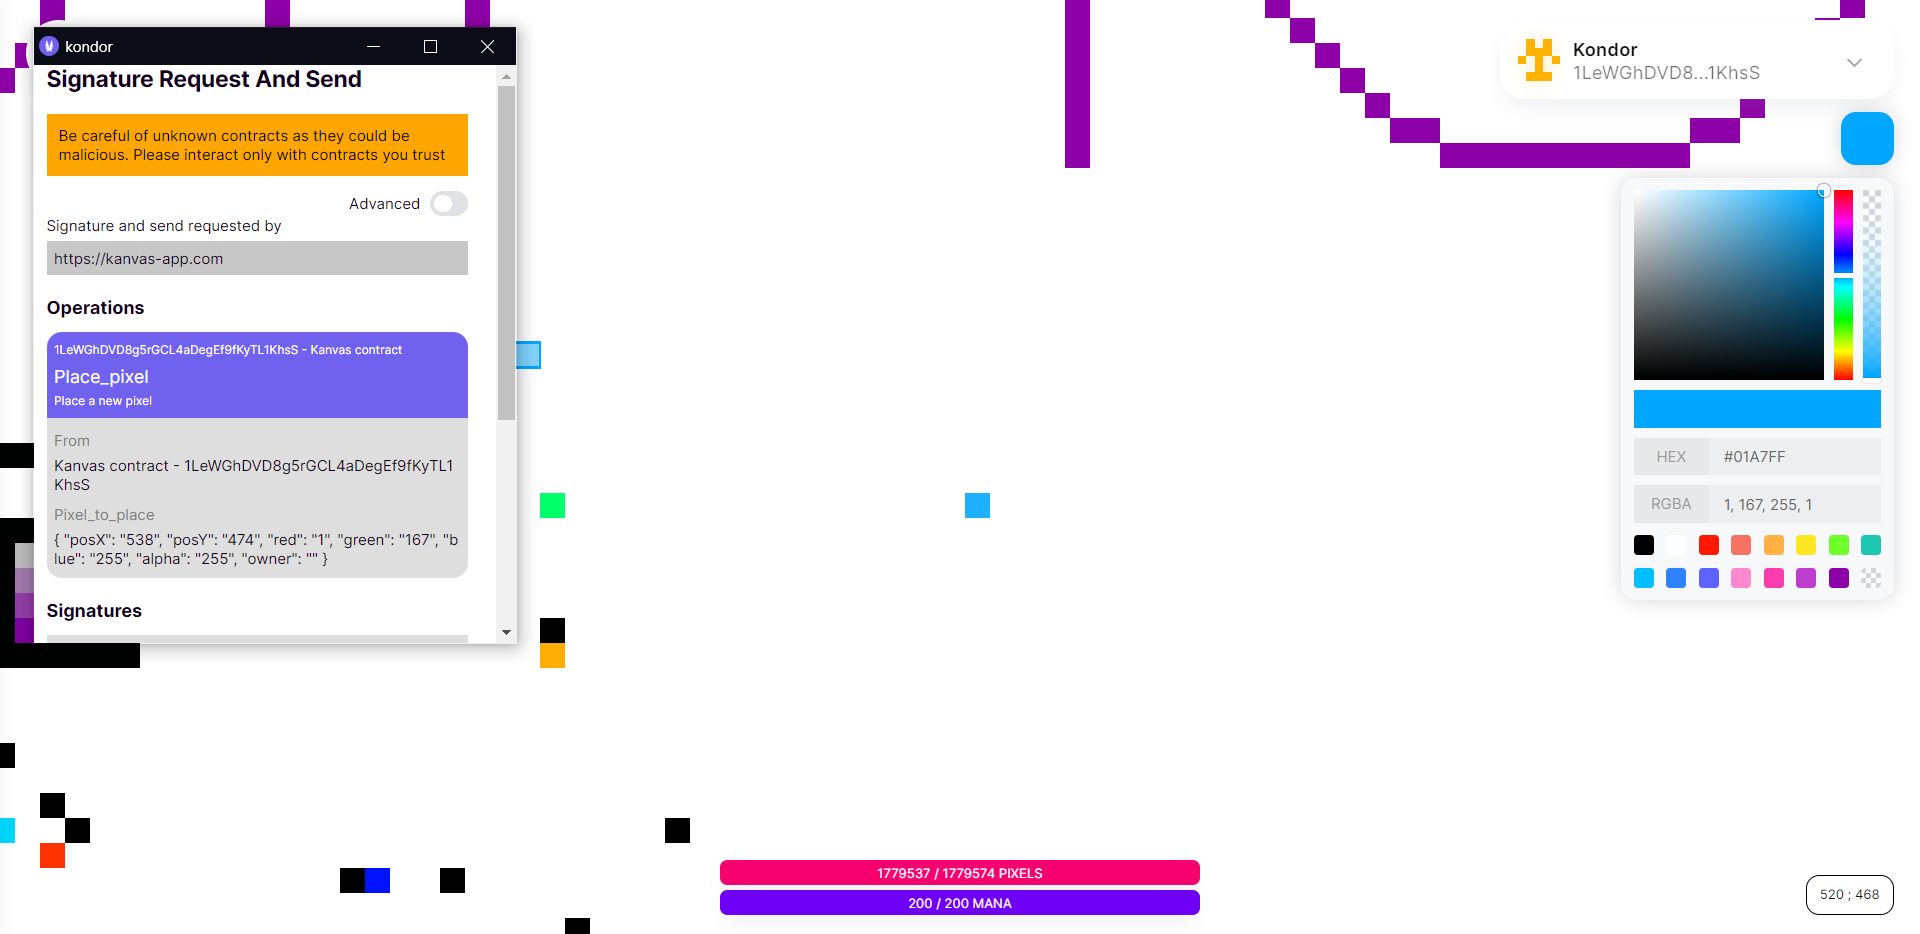 kondor
Signature Request And Send
Be careful of unknown contracts as they could be
malicious. Please interact only with contracts you trust
Advanced
Signature and send requested by
https://kanvas-app.com
Operations
1LeWGhDVD8g5rGCL4aDegEf9fKyTL1KhsS - Kanvas contract
Place_pixel
Place a new pixel
From
Kanvas contract - 1LeWGhDVD8g5rGCL4aDegEf9fKyTL1
KhsS
Pixel_to_place
{ "posX": "538", "posY": "474", "red": "1", "green": "167", "b
lue": "255", "alpha": "255", "owner": "" }
Signatures
Kondor
1LeWGhDVD8...1KhsS
HEX #01A7FF
RGBA 1, 167, 255, 1
1779537 / 1779574 PIXELS
200 / 200 MANA
520 ; 468